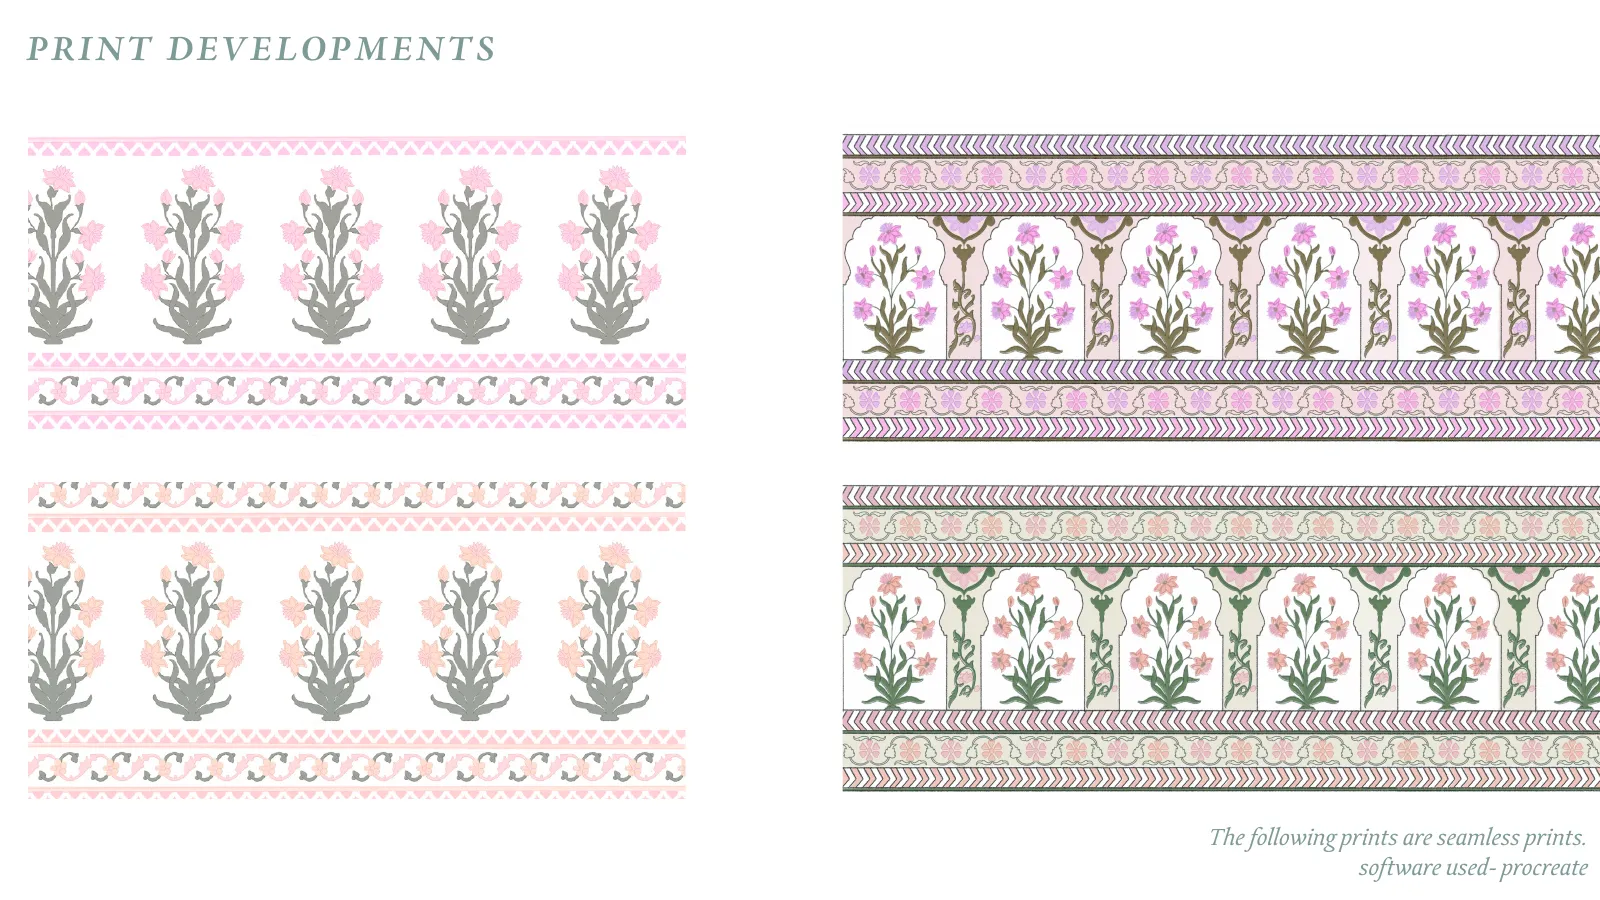 PRINT DEVELOPMENTS
The following prints are seamless prints.
software used- procreate